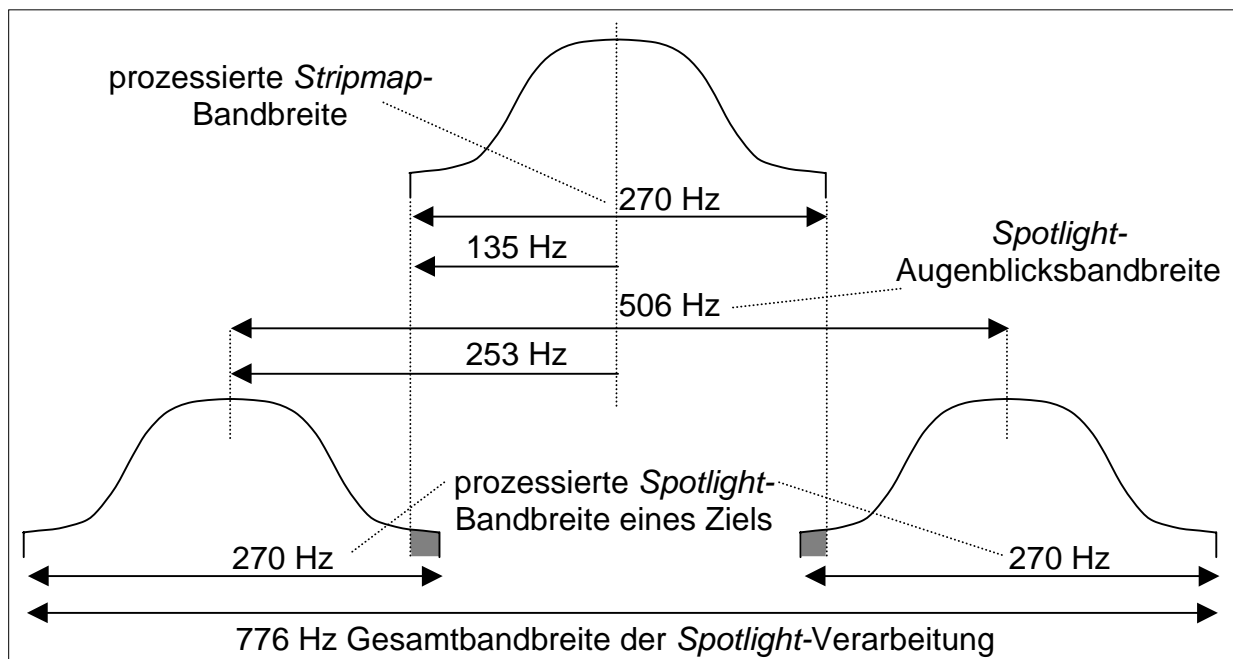 prozessierte Stripmap-
Bandbreite
270 Hz
135 Hz
Spotlight-
Augenblicksbandbreite
506 Hz
253 Hz
prozessierte Spotlight-
Bandbreite eines Ziels
270 Hz
270 Hz
776 Hz Gesamtbandbreite der Spotlight-Verarbeitung